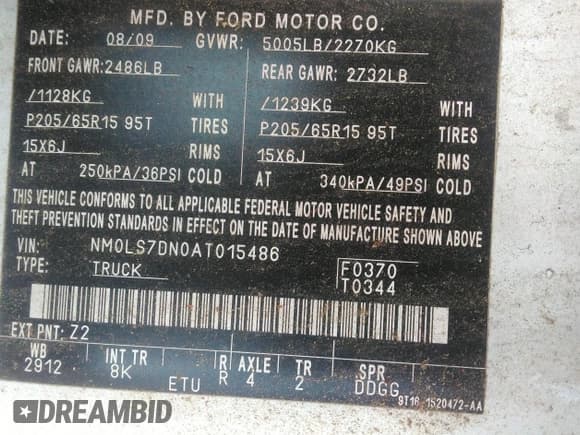 MFD. BY FORD MOTOR CO.
DATE: 08/09 GVWR: 5005LB/2270KG
FRONT GAWR: 2486LB REAR GAWR: 2732LB
/1128KG WITH /1239KG WITH
P205/65R15 95T TIRES P205/65R15 95T TIRES
15X6J RIMS 15X6J RIMS
AT 250kPA/36PSI COLD AT 340kPA/49PSI COLD
THIS VEHICLE CONFORMS TO ALL APPLICABLE FEDERAL MOTOR VEHICLE SAFETY AND
THEFT PREVENTION STANDARDS IN EFFECT ON THE DATE OF MANUFACTURE SHOWN ABOVE.
VIN: NM0LS7DN0AT015486
TYPE: TRUCK F0370
T0344
EXT PNT: Z2
WB INT TR R AXLE TR SPR
2912 8K R 4 2 DDGG
ETU
9T16 1520472-AA
DREAMBID